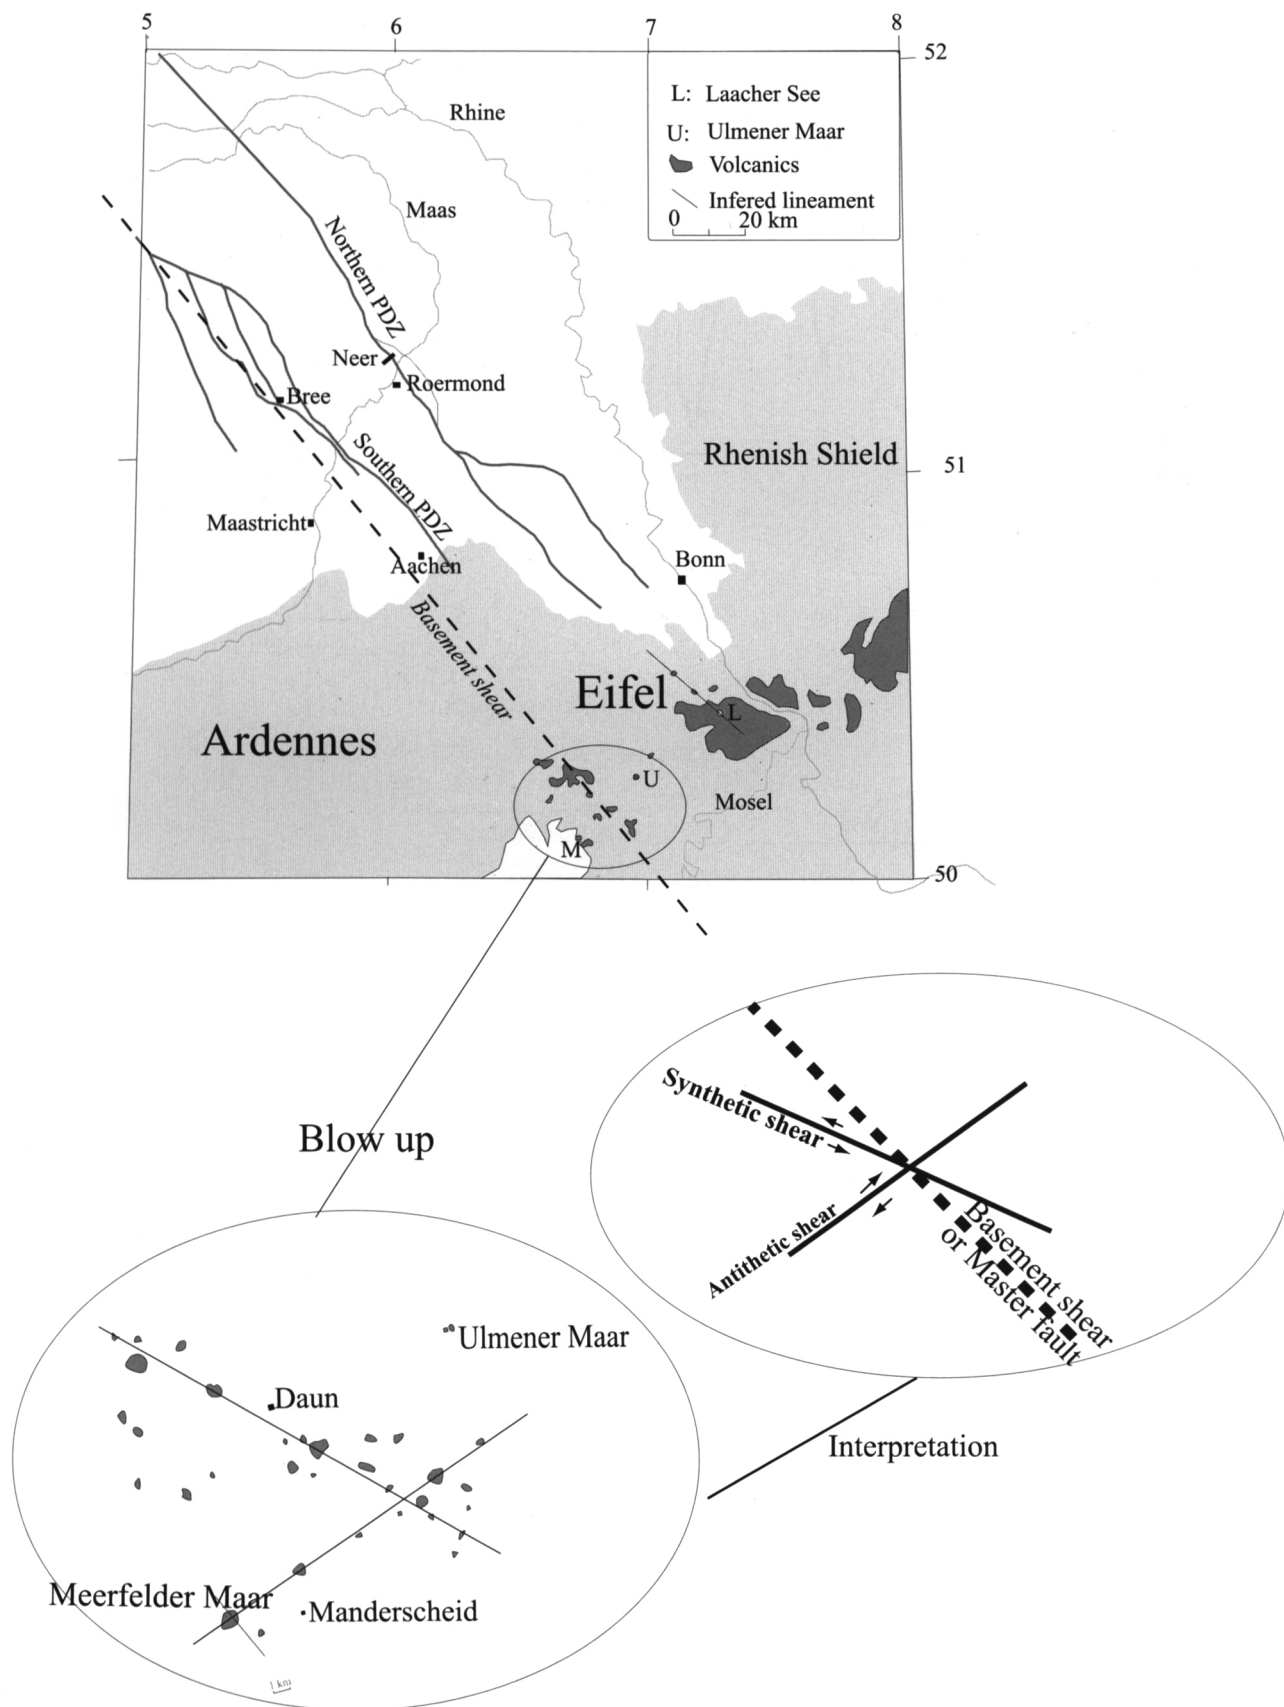 5
6
7
8
52
L: Laacher See
U: Ulmener Maar
Volcanics
Infered lineament
0 20 km
Rhine
Maas
Northern PDZ
Neer
Roermond
Bree
Southern PDZ
Rhenish Shield
51
Maastricht
Aachen
Bonn
Basement shear
Eifel
L
Ardennes
U
Mosel
M
50
Blow up
Synthetic shear
Antithetic shear
Basement shear
or Master fault
Interpretation
Ulmener Maar
Daun
Meerfelder Maar
Manderscheid
1 km